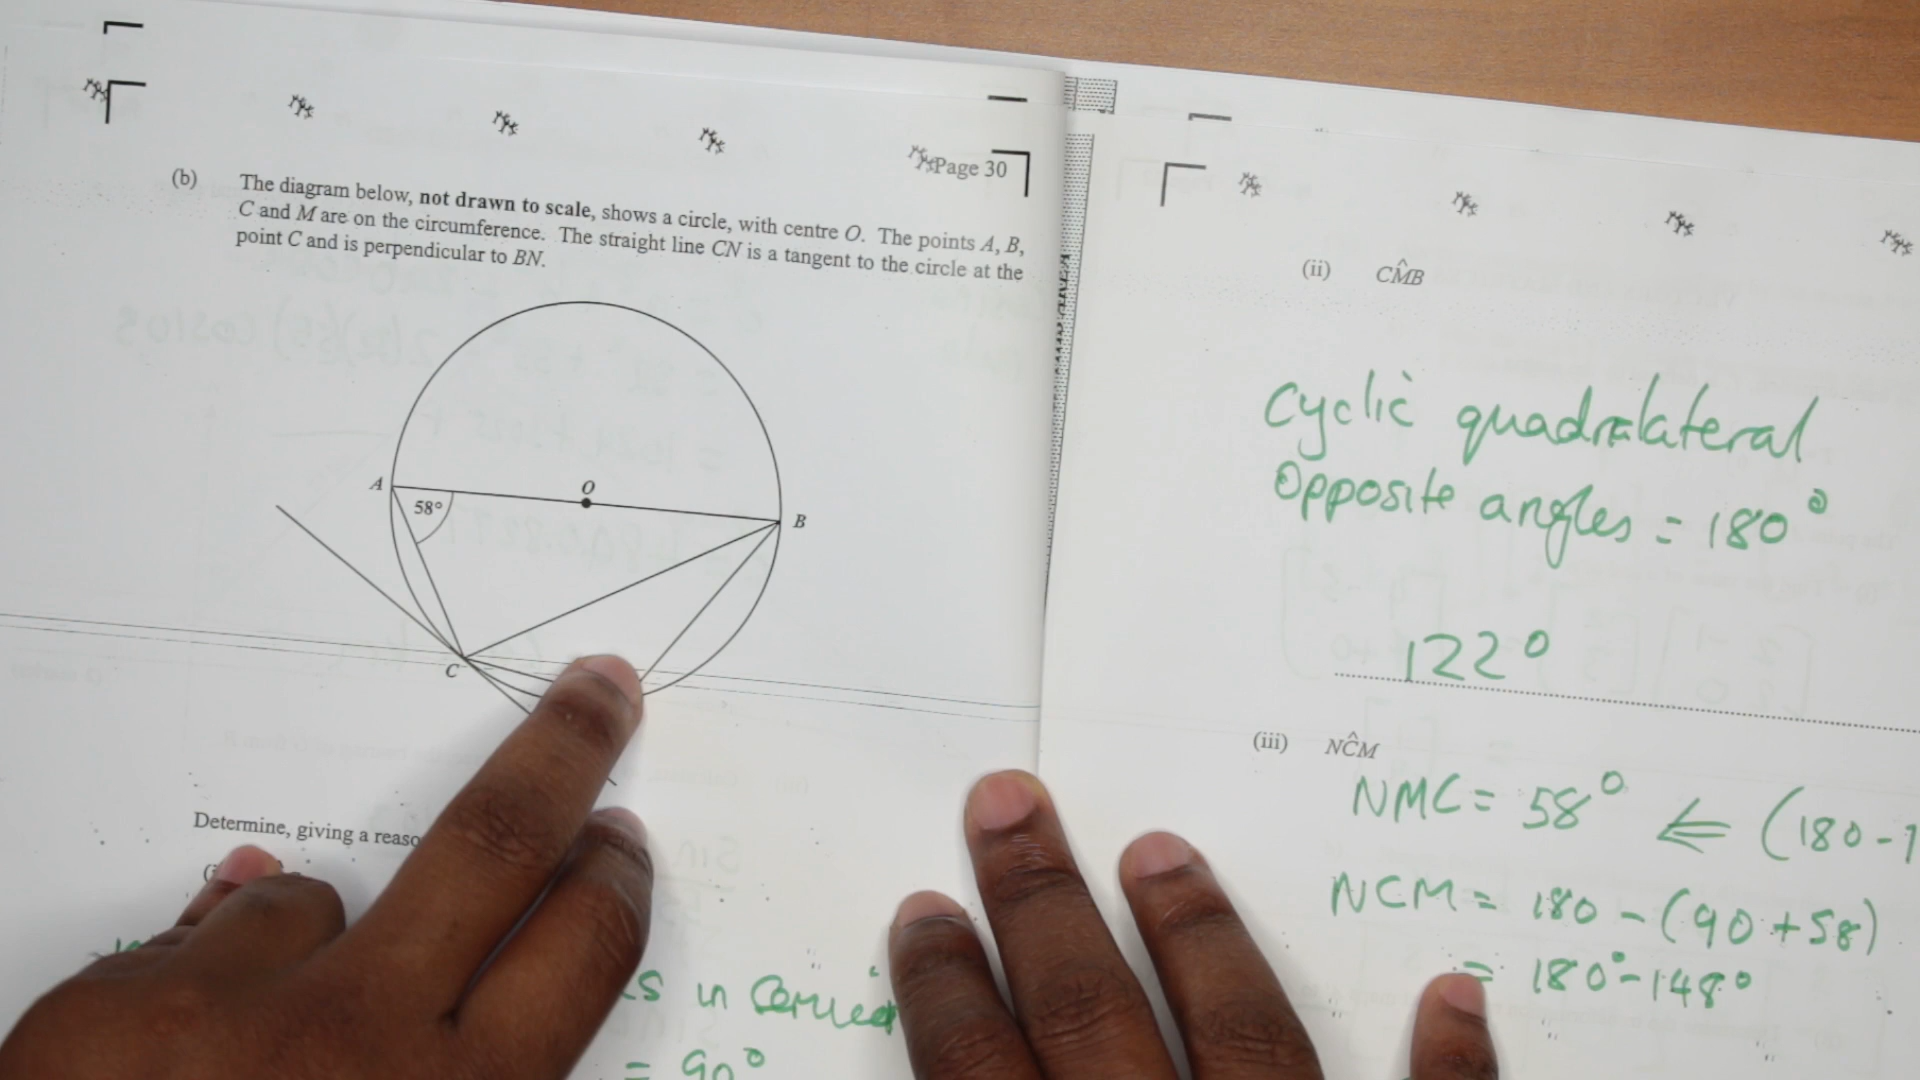 Page 30
(b) The diagram below, not drawn to scale, shows a circle, with centre O. The points A, B,
C and M are on the circumference. The straight line CN is a tangent to the circle at the
point C and is perpendicular to BN.
A
58°
O
B
C
Determine, giving a reaso
= 90°
(ii) CM̂B
Cyclic quadrilateral
Opposite angles = 180°
122°
(iii) NĈM
NMC = 58° ⇐ (180-1
NCM = 180 - (90 + 58)
= 180° - 148°